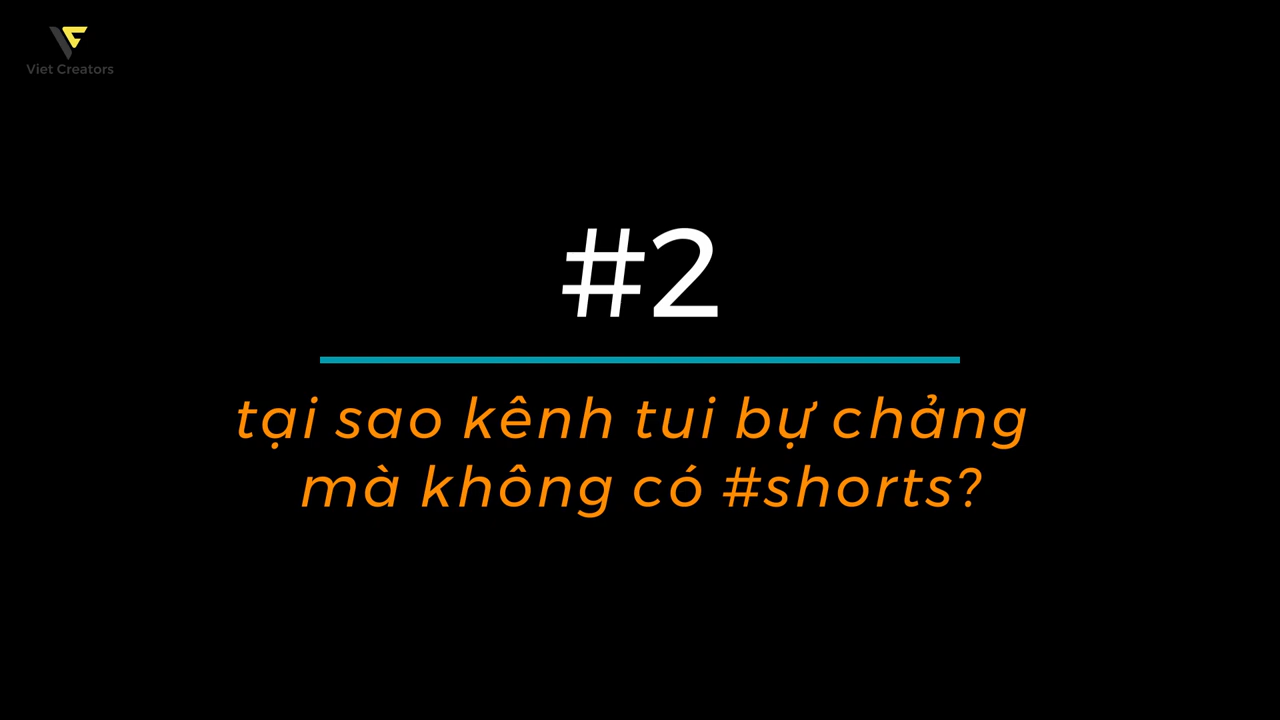 Viet Creators
#2
tại sao kênh tui bự chảng
mà không có #shorts?